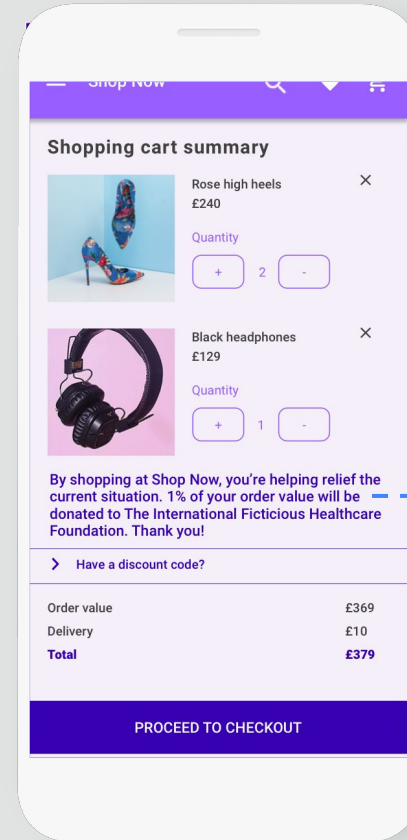 Shop Now
Shopping cart summary
Rose high heels
£240
Quantity
+ 2 -
Black headphones
£129
Quantity
+ 1 -
By shopping at Shop Now, you're helping relief the
current situation. 1% of your order value will be
donated to The International Ficticious Healthcare
Foundation. Thank you!
Have a discount code?
Order value £369
Delivery £10
Total £379
PROCEED TO CHECKOUT